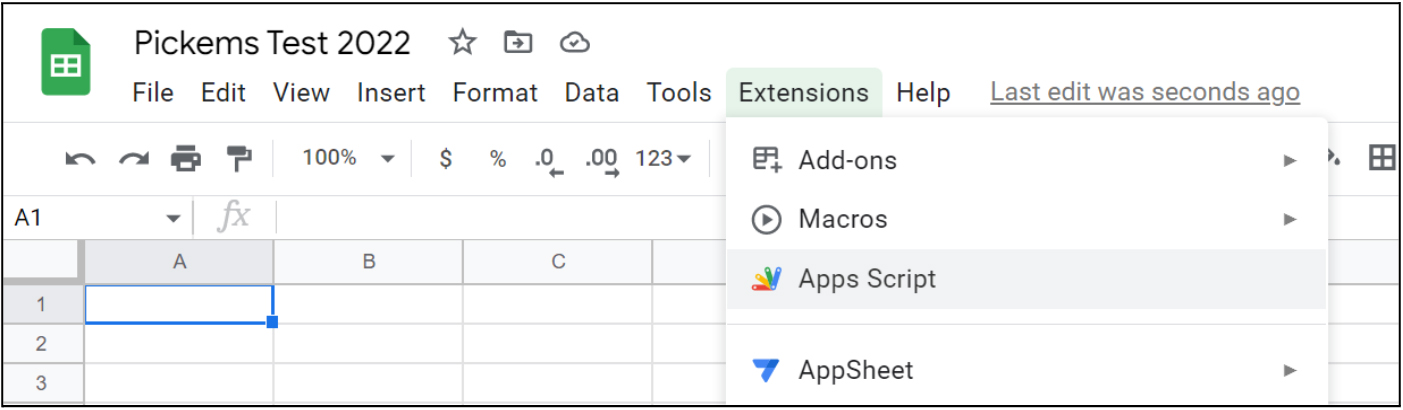 Pickems Test 2022
File Edit View Insert Format Data Tools Extensions Help Last edit was seconds ago
100% $ % .0 .00 123
A1 fx
A B C
1
2
3
Add-ons
Macros
Apps Script
AppSheet